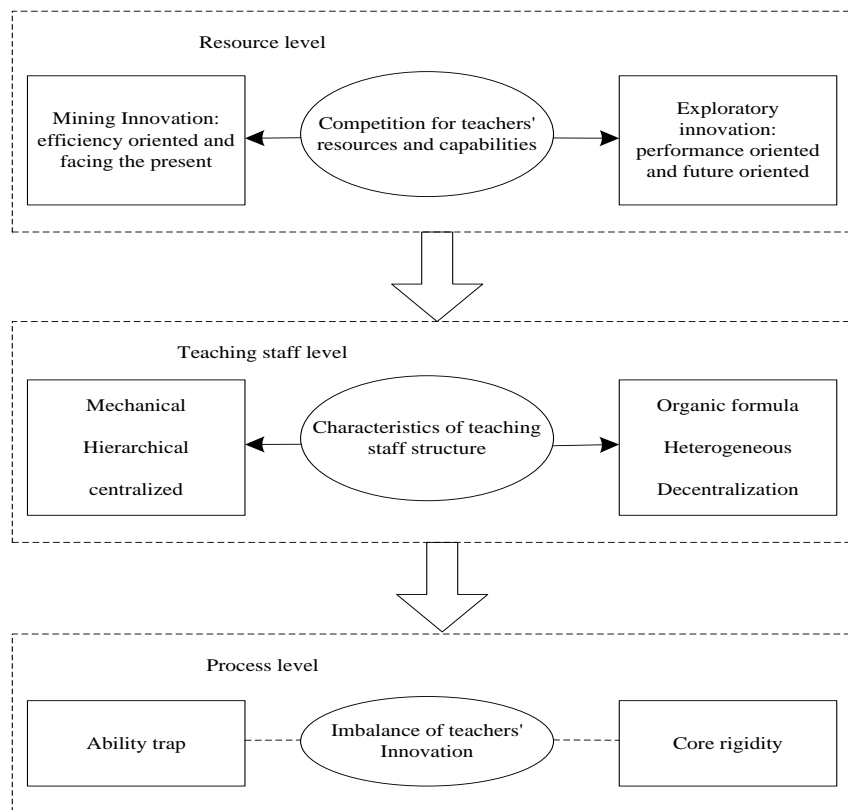 Resource level
Mining Innovation:
efficiency oriented and
facing the present
Competition for teachers'
resources and capabilities
Exploratory
innovation:
performance oriented
and future oriented
Teaching staff level
Mechanical
Hierarchical
centralized
Characteristics of teaching
staff structure
Organic formula
Heterogeneous
Decentralization
Process level
Ability trap
Imbalance of teachers'
Innovation
Core rigidity